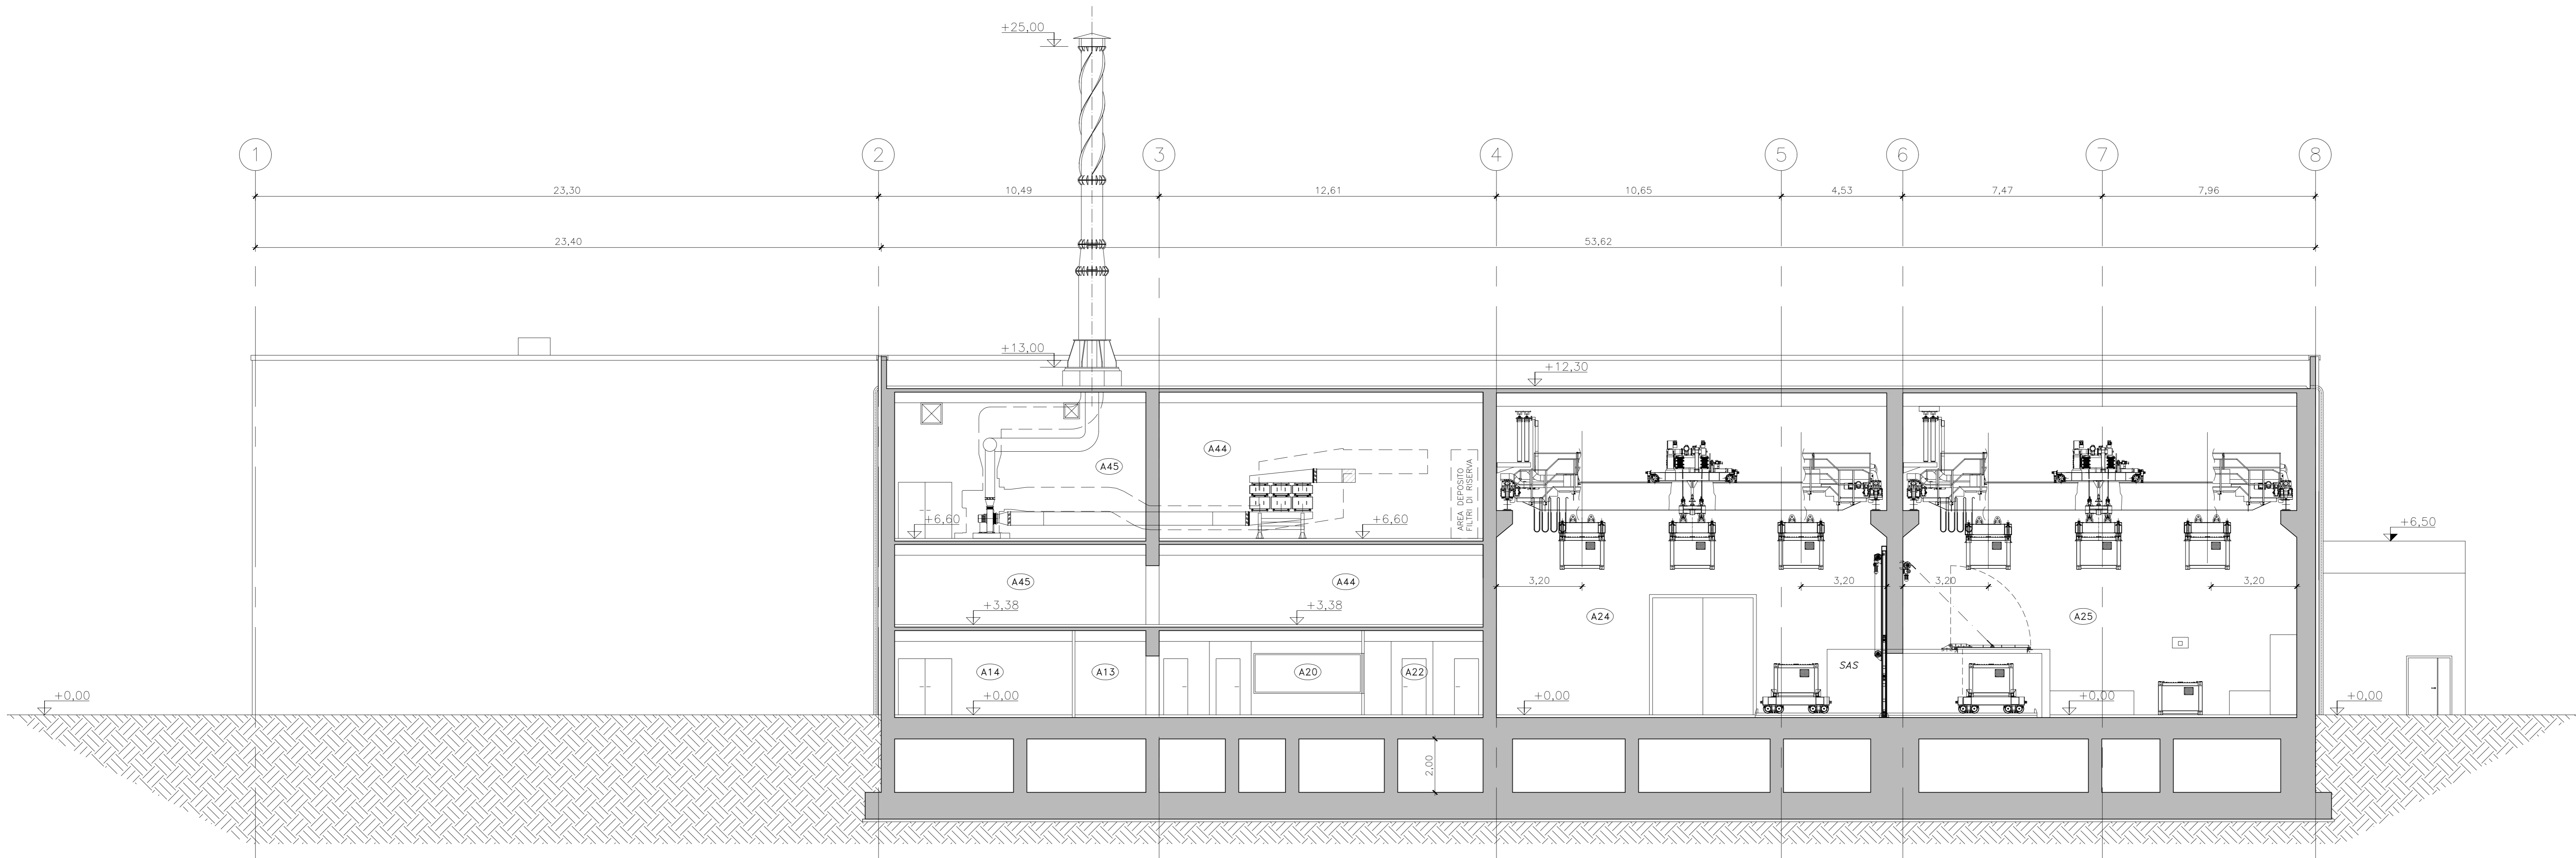 +25,00
1
2
3
4
5
6
7
8
23,30
10,49
12,61
10,65
4,53
7,47
7,96
23,40
53,62
+13,00
+12,30
A45
A44
AREA DEPOSITO
FILTRI DI RISERVA
+6,60
+6,60
+6,50
A45
A44
3,20
3,20
3,20
3,20
+3,38
+3,38
A24
A25
SAS
A14
A13
A20
A22
+0,00
+0,00
+0,00
+0,00
+0,00
2,00